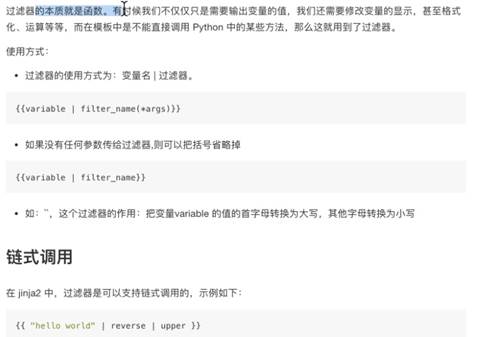 过滤器的本质就是函数。有时候我们不仅仅只是需要输出变量的值，我们还需要修改变量的显示，甚至格式
化、运算等等，而在模板中是不能直接调用 Python 中的某些方法，那么这就用到了过滤器。
使用方式：
• 过滤器的使用方式为：变量名 | 过滤器。
{{variable | filter_name(*args)}}
• 如果没有任何参数传给过滤器,则可以把括号省略掉
{{variable | filter_name}}
• 如：``，这个过滤器的作用：把变量variable 的值的首字母转换为大写，其他字母转换为小写
链式调用
在 jinja2 中，过滤器是可以支持链式调用的，示例如下：
{{ "hello world" | reverse | upper }}